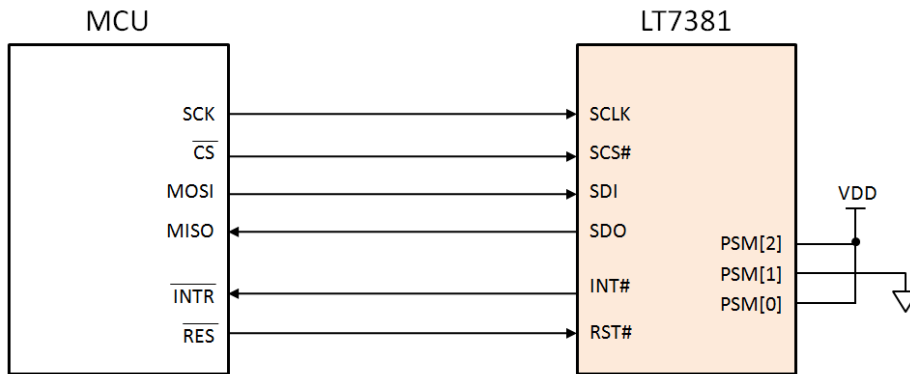 MCU
LT7381
SCK
SCLK
CS
SCS#
MOSI
SDI
MISO
SDO
VDD
PSM[2]
PSM[1]
PSM[0]
INTR
INT#
RES
RST#